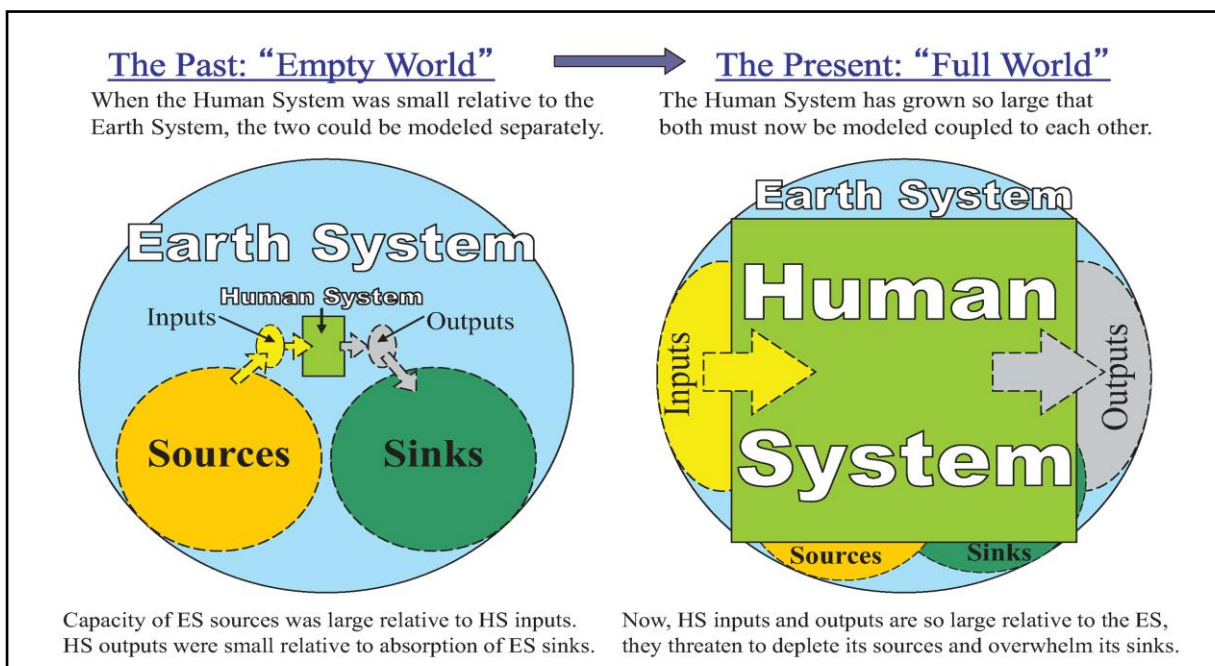 The Past: “Empty World”
When the Human System was small relative to the
Earth System, the two could be modeled separately.
Earth System
Human System
Inputs
Outputs
Sources
Sinks
Capacity of ES sources was large relative to HS inputs.
HS outputs were small relative to absorption of ES sinks.
The Present: “Full World”
The Human System has grown so large that
both must now be modeled coupled to each other.
Earth System
Human
System
Inputs
Outputs
Sources
Sinks
Now, HS inputs and outputs are so large relative to the ES,
they threaten to deplete its sources and overwhelm its sinks.